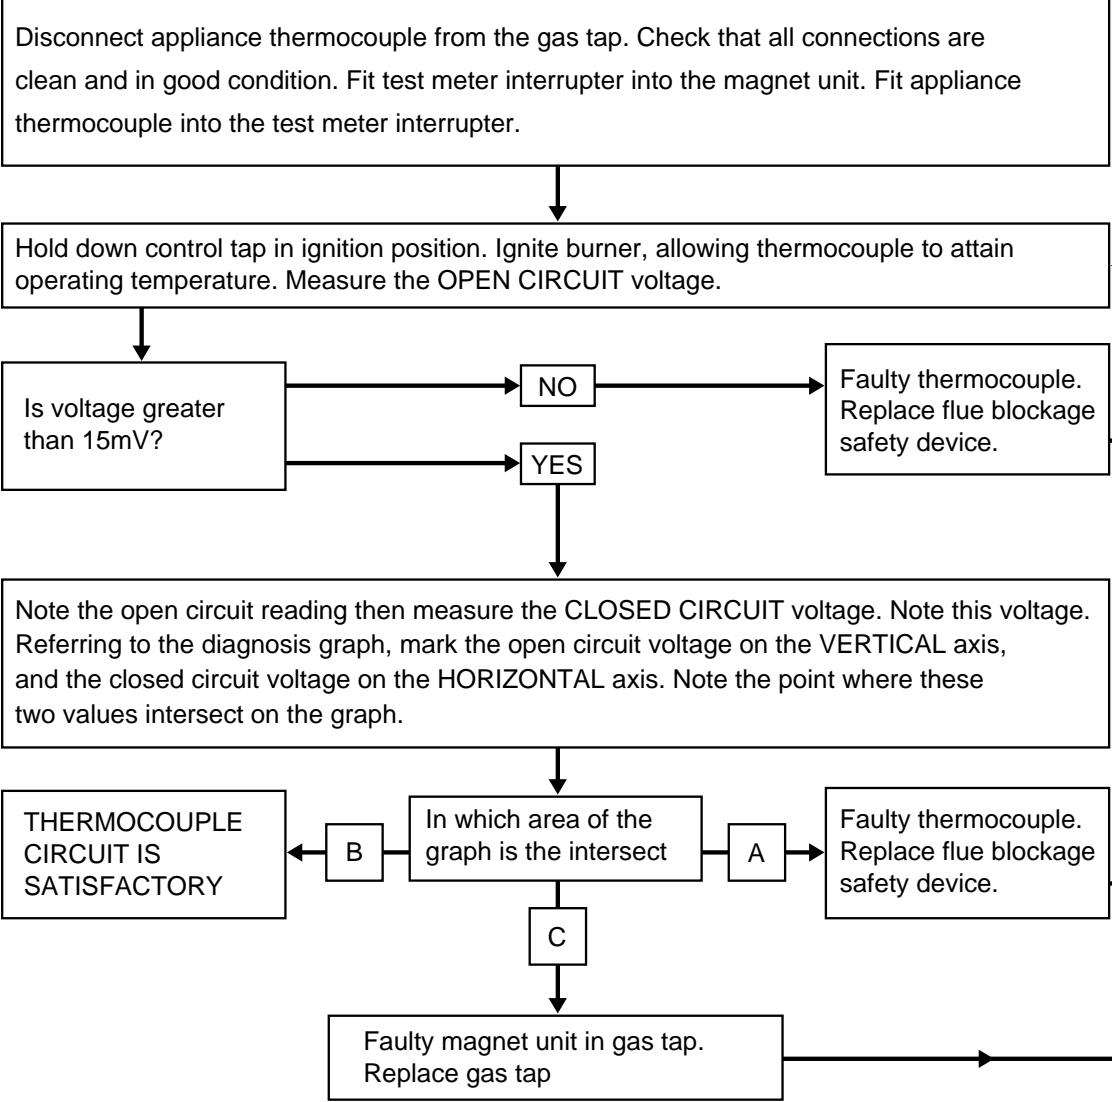 Disconnect appliance thermocouple from the gas tap. Check that all connections are
clean and in good condition. Fit test meter interrupter into the magnet unit. Fit appliance
thermocouple into the test meter interrupter.
Hold down control tap in ignition position. Ignite burner, allowing thermocouple to attain
operating temperature. Measure the OPEN CIRCUIT voltage.
Is voltage greater
than 15mV?
NO
Faulty thermocouple.
Replace flue blockage
safety device.
YES
Note the open circuit reading then measure the CLOSED CIRCUIT voltage. Note this voltage.
Referring to the diagnosis graph, mark the open circuit voltage on the VERTICAL axis,
and the closed circuit voltage on the HORIZONTAL axis. Note the point where these
two values intersect on the graph.
THERMOCOUPLE
CIRCUIT IS
SATISFACTORY
B
In which area of the
graph is the intersect
A
Faulty thermocouple.
Replace flue blockage
safety device.
C
Faulty magnet unit in gas tap.
Replace gas tap